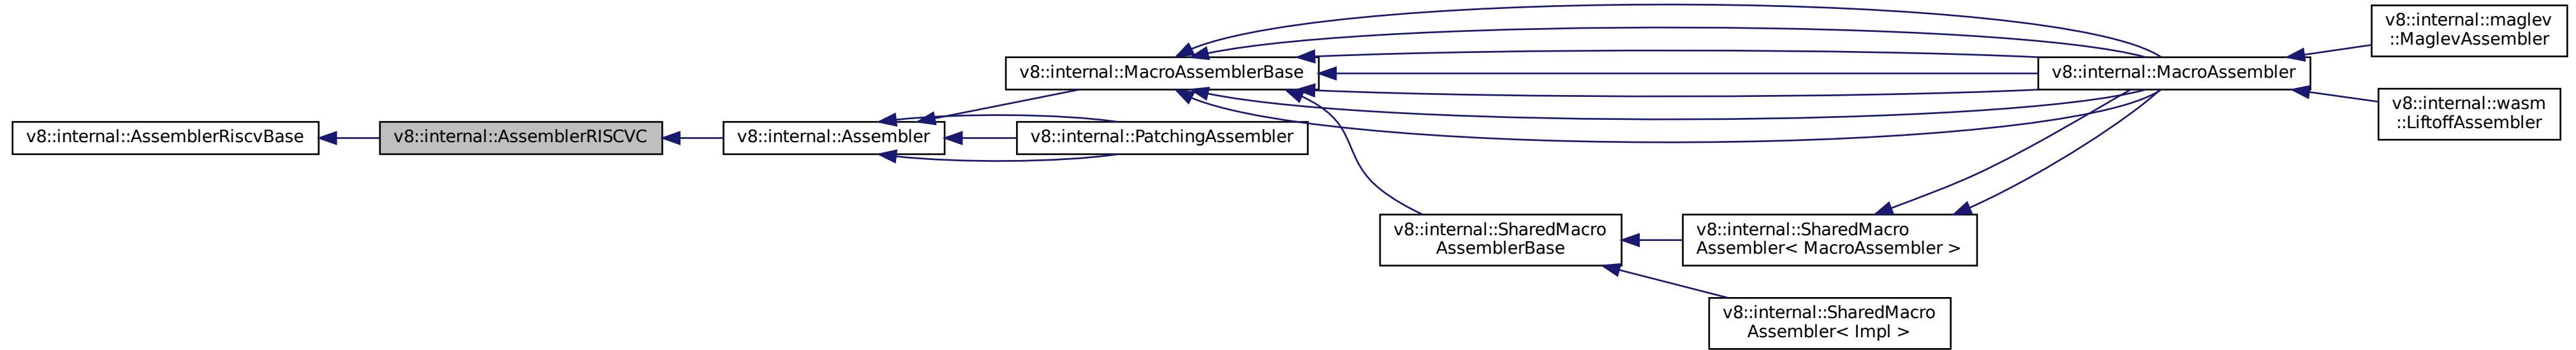 v8::internal::AssemblerRiscvBase
v8::internal::AssemblerRISCVC
v8::internal::Assembler
v8::internal::MacroAssemblerBase
v8::internal::PatchingAssembler
v8::internal::SharedMacro
AssemblerBase
v8::internal::SharedMacro
Assembler< MacroAssembler >
v8::internal::SharedMacro
Assembler< Impl >
v8::internal::MacroAssembler
v8::internal::maglev
::MaglevAssembler
v8::internal::wasm
::LiftoffAssembler